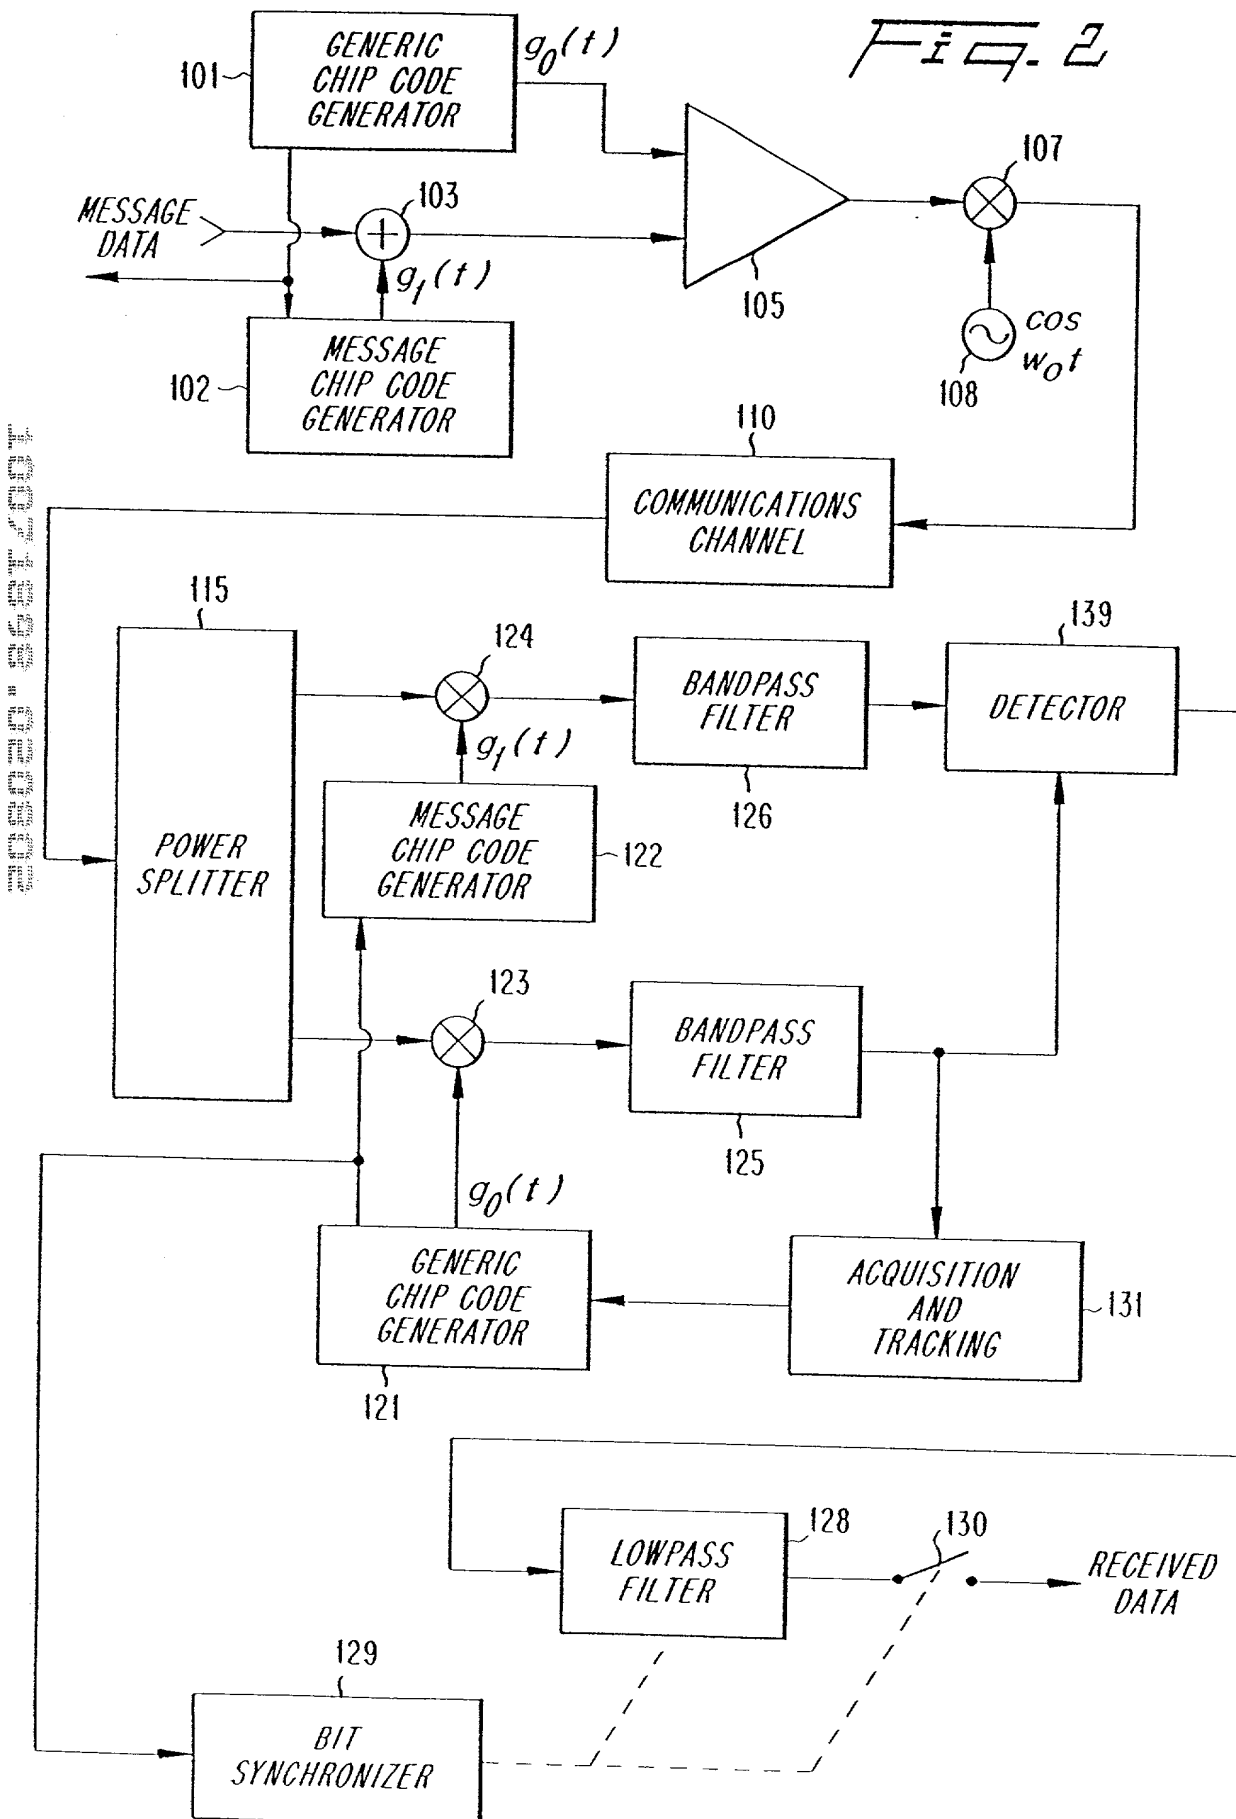 Fig. 2
GENERIC
CHIP CODE
GENERATOR
101
g0(t)
107
MESSAGE
DATA
103
g1(t)
105
cos
w0t
108
MESSAGE
CHIP CODE
GENERATOR
102
110
COMMUNICATIONS
CHANNEL
115
POWER
SPLITTER
124
BANDPASS
FILTER
126
139
DETECTOR
g1(t)
MESSAGE
CHIP CODE
GENERATOR
122
123
BANDPASS
FILTER
125
g0(t)
GENERIC
CHIP CODE
GENERATOR
121
ACQUISITION
AND
TRACKING
131
LOWPASS
FILTER
128
130
RECEIVED
DATA
129
BIT
SYNCHRONIZER